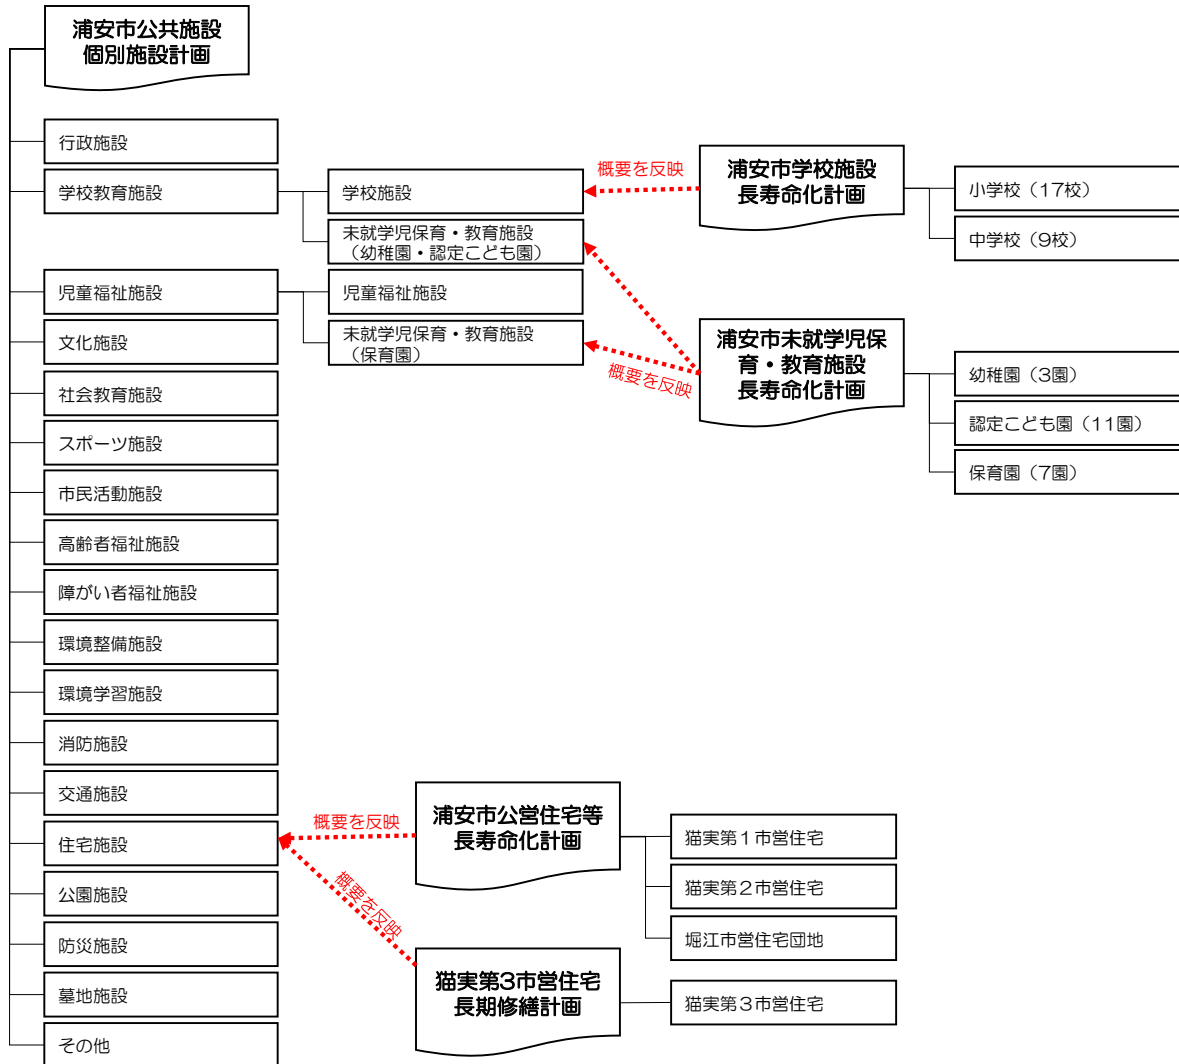 浦安市公共施設
個別施設計画
行政施設
学校教育施設
児童福祉施設
文化施設
社会教育施設
スポーツ施設
市民活動施設
高齢者福祉施設
障がい者福祉施設
環境整備施設
環境学習施設
消防施設
交通施設
住宅施設
公園施設
防災施設
墓地施設
その他
学校施設
未就学児保育・教育施設
（幼稚園・認定こども園）
児童福祉施設
未就学児保育・教育施設
（保育園）
概要を反映
概要を反映
浦安市学校施設
長寿命化計画
小学校（17校）
中学校（9校）
浦安市未就学児保
育・教育施設
長寿命化計画
幼稚園（3園）
認定こども園（11園）
保育園（7園）
概要を反映
概要を反映
浦安市公営住宅等
長寿命化計画
猫実第１市営住宅
猫実第２市営住宅
堀江市営住宅団地
猫実第3市営住宅
長期修繕計画
猫実第３市営住宅